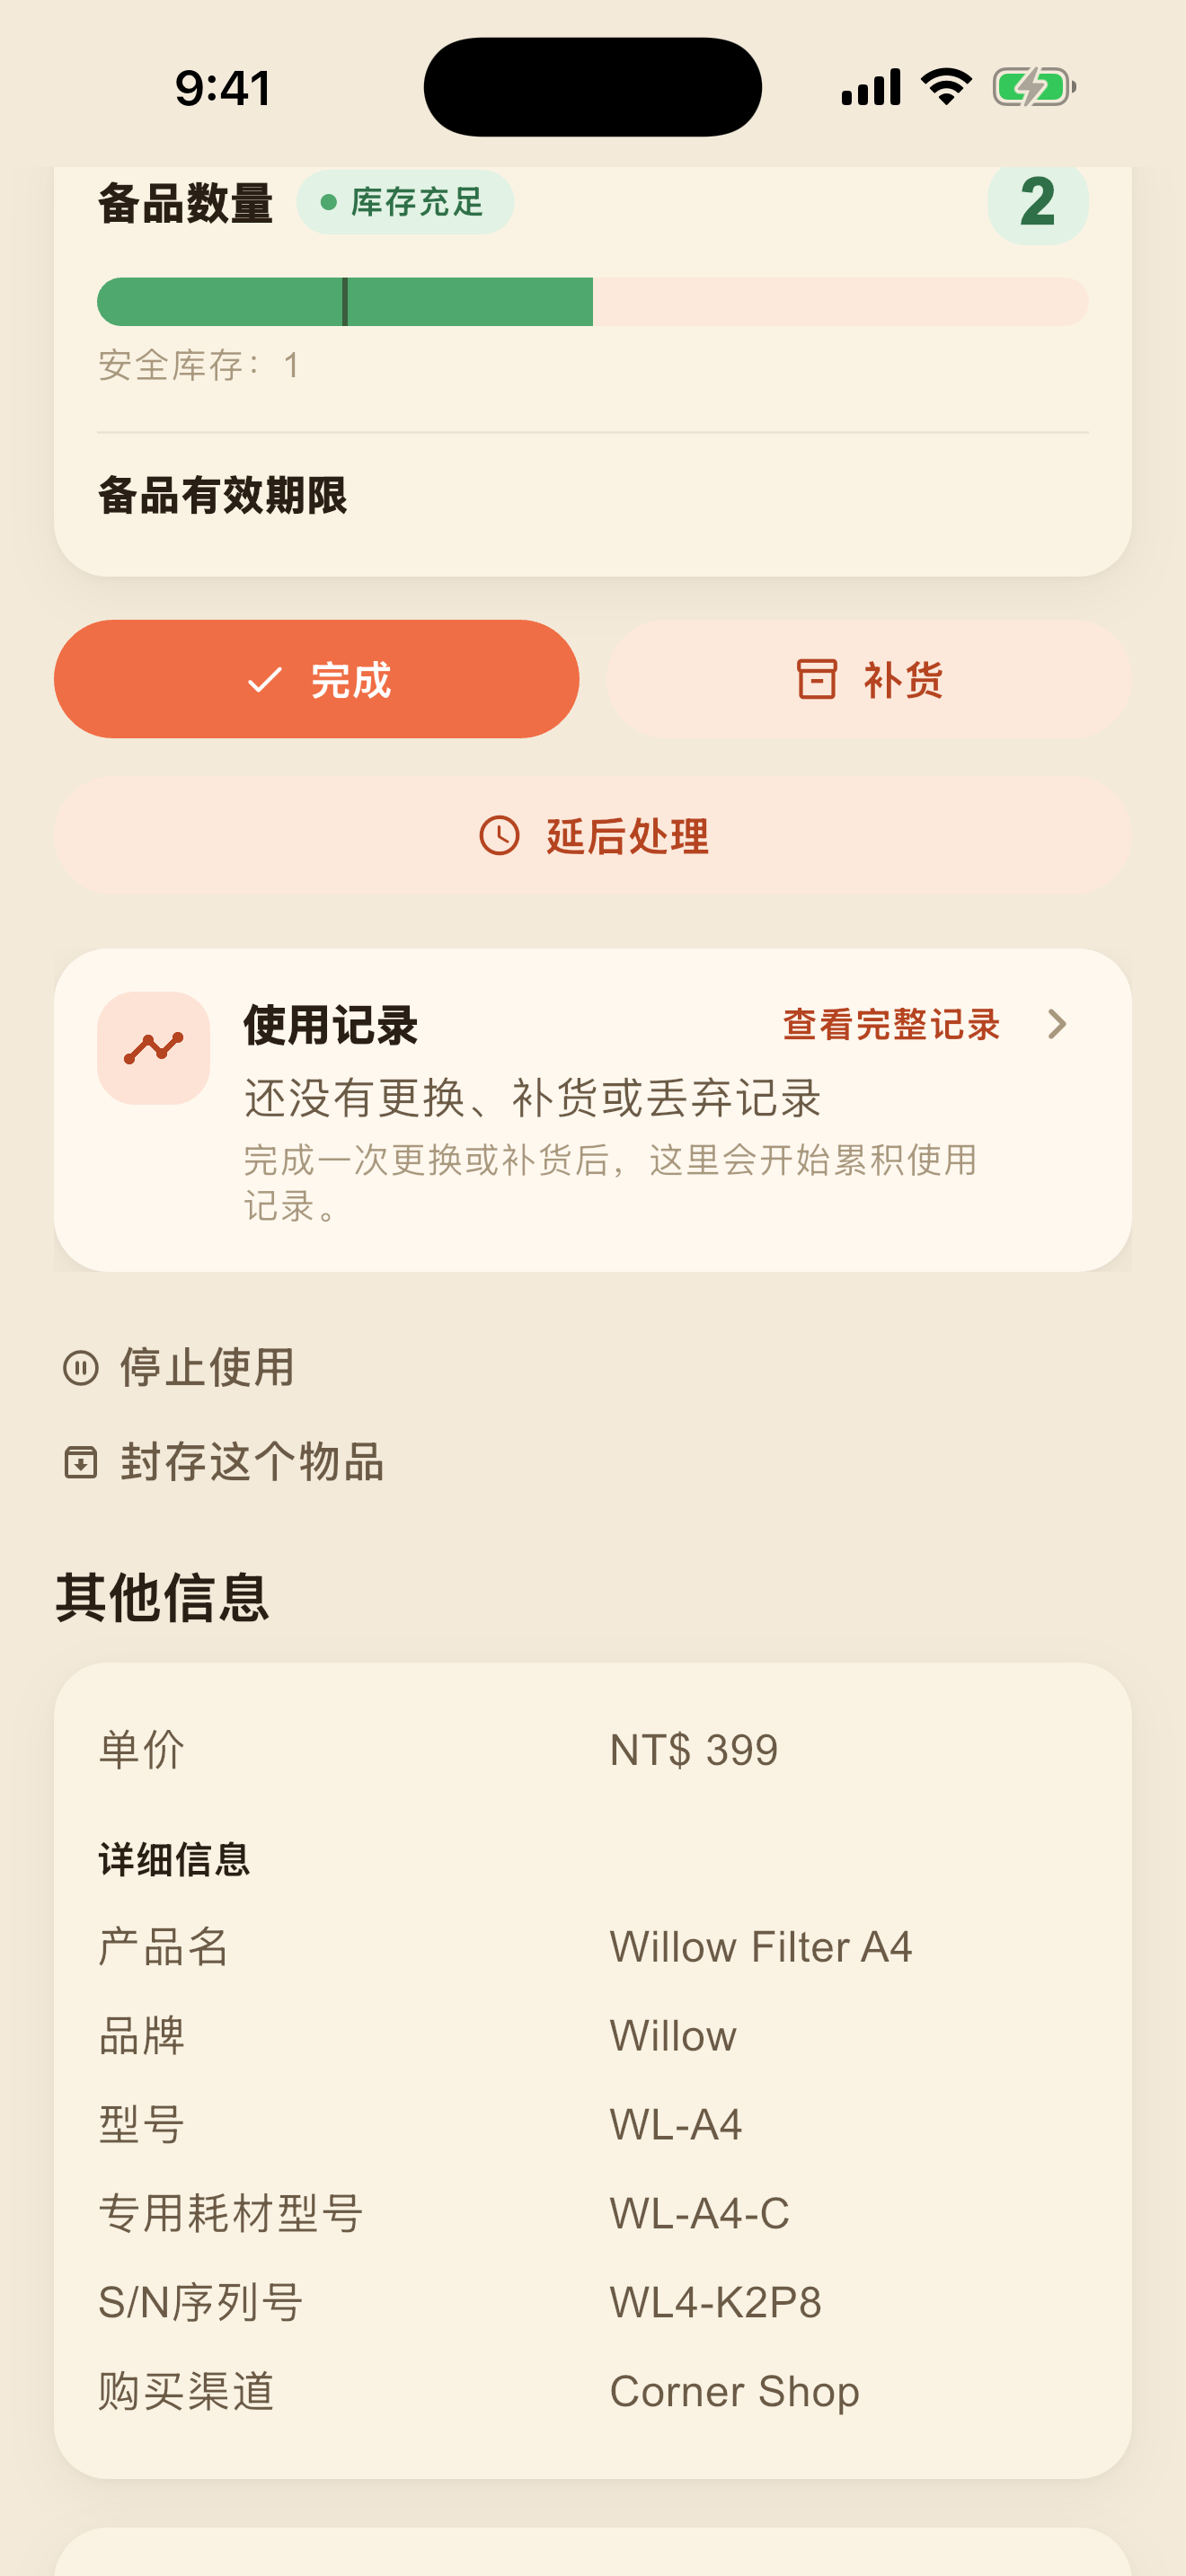 9:41
备品数量 库存充足 2
安全库存：1
备品有效期限
完成 补货
延后处理
使用记录 查看完整记录
还没有更换、补货或丢弃记录
完成一次更换或补货后，这里会开始累积使用
记录。
停止使用
封存这个物品
其他信息
单价 NT$ 399
详细信息
产品名 Willow Filter A4
品牌 Willow
型号 WL-A4
专用耗材型号 WL-A4-C
S/N序列号 WL4-K2P8
购买渠道 Corner Shop